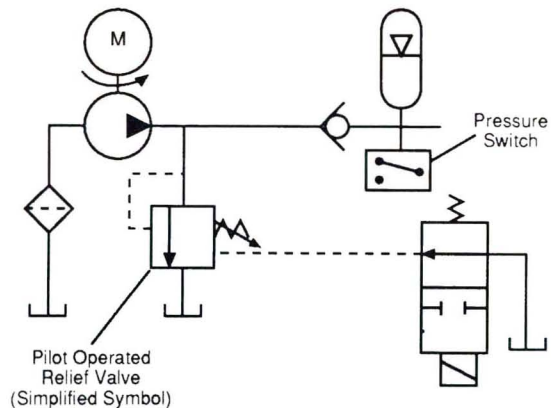 M
Pressure
Switch
Pilot Operated
Relief Valve
(Simplified Symbol)